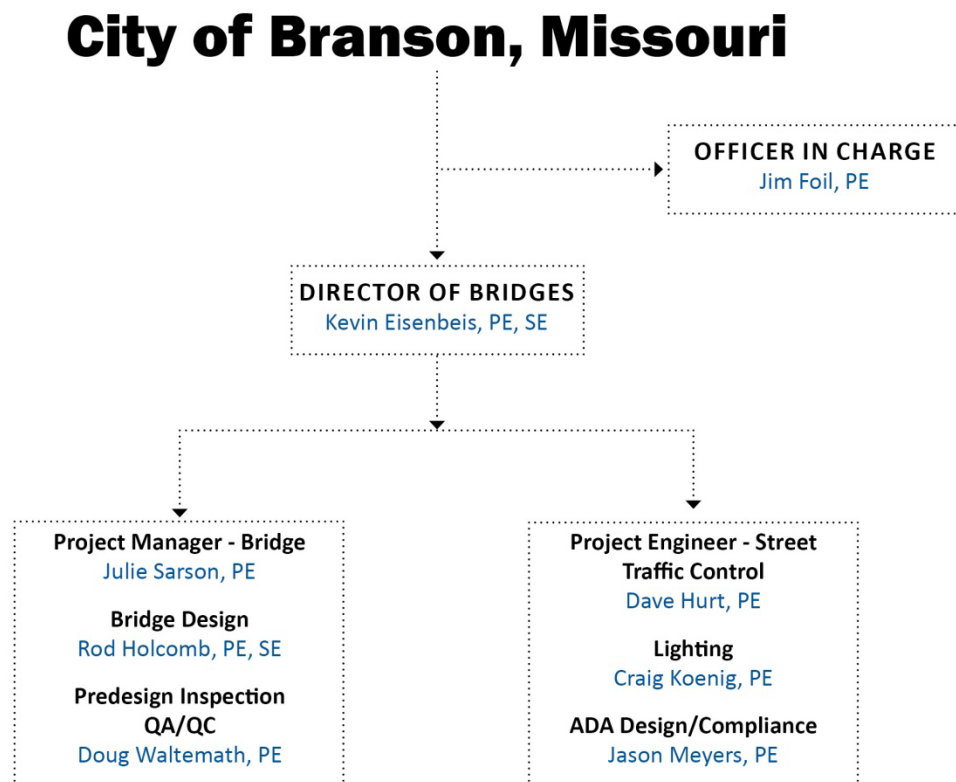 City of Branson, Missouri
OFFICER IN CHARGE
Jim Foil, PE
DIRECTOR OF BRIDGES
Kevin Eisenbeis, PE, SE
Project Manager - Bridge
Julie Sarson, PE
Bridge Design
Rod Holcomb, PE, SE
Predesign Inspection
QA/QC
Doug Waltemath, PE
Project Engineer - Street
Traffic Control
Dave Hurt, PE
Lighting
Craig Koenig, PE
ADA Design/Compliance
Jason Meyers, PE